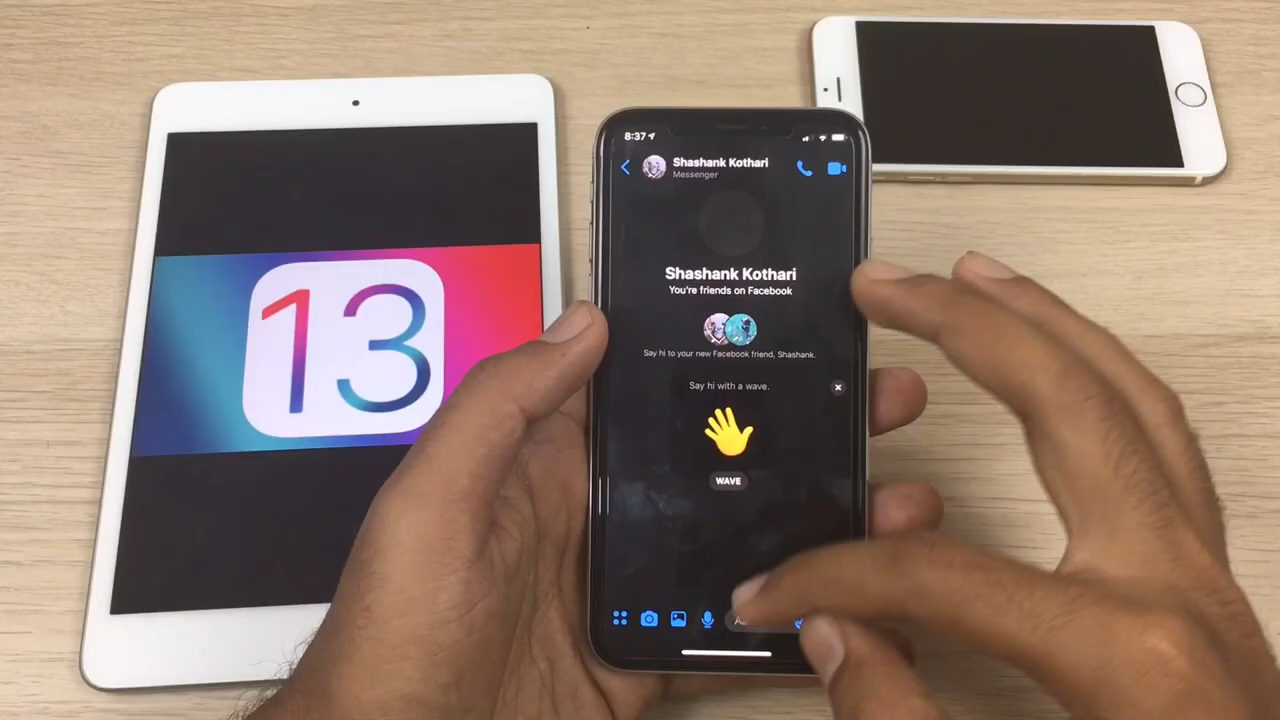 13
8:37
Shashank Kothari
Messenger
Shashank Kothari
You're friends on Facebook
Say hi to your new Facebook friend, Shashank.
Say hi with a wave.
WAVE